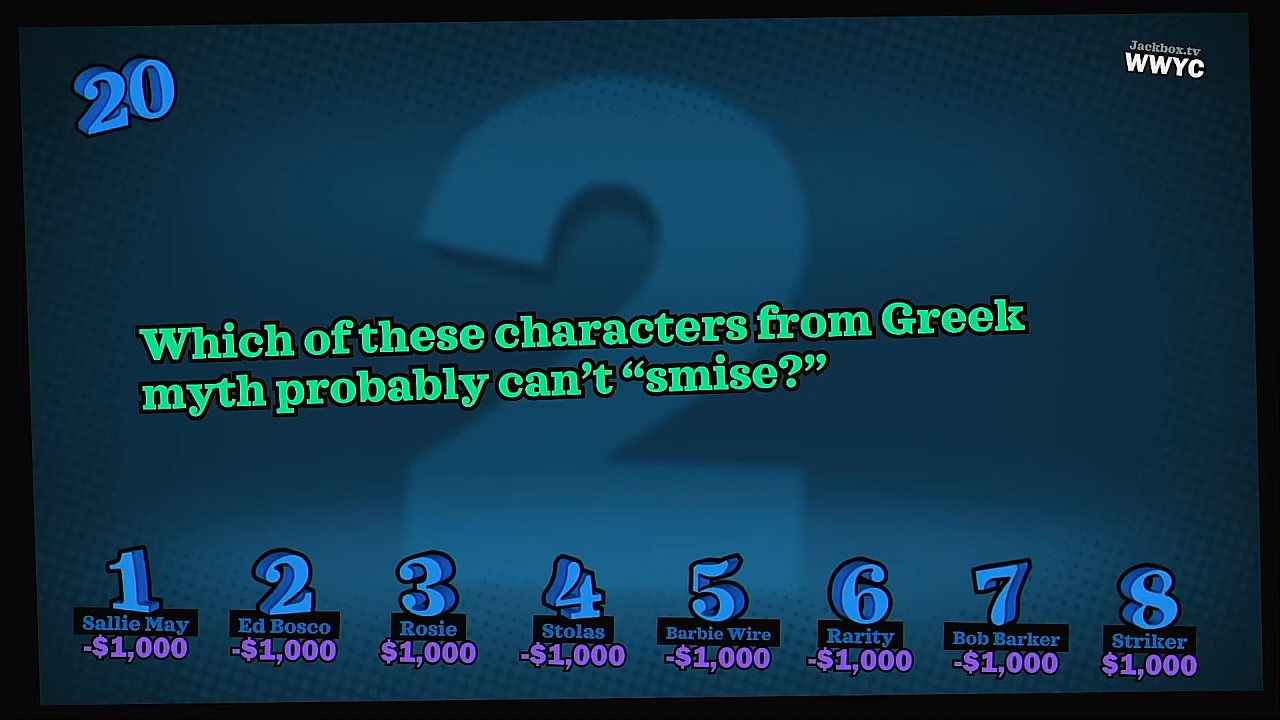 20
Jackbox.tv
WWYC
Which of these characters from Greek
myth probably can't “smise?”
1 2 3 4 5 6 7 8
Sallie May Ed Bosco Rosie Stolas Barbie Wire Rarity Bob Barker Striker
-$1,000 -$1,000 $1,000 -$1,000 -$1,000 -$1,000 -$1,000 $1,000
2